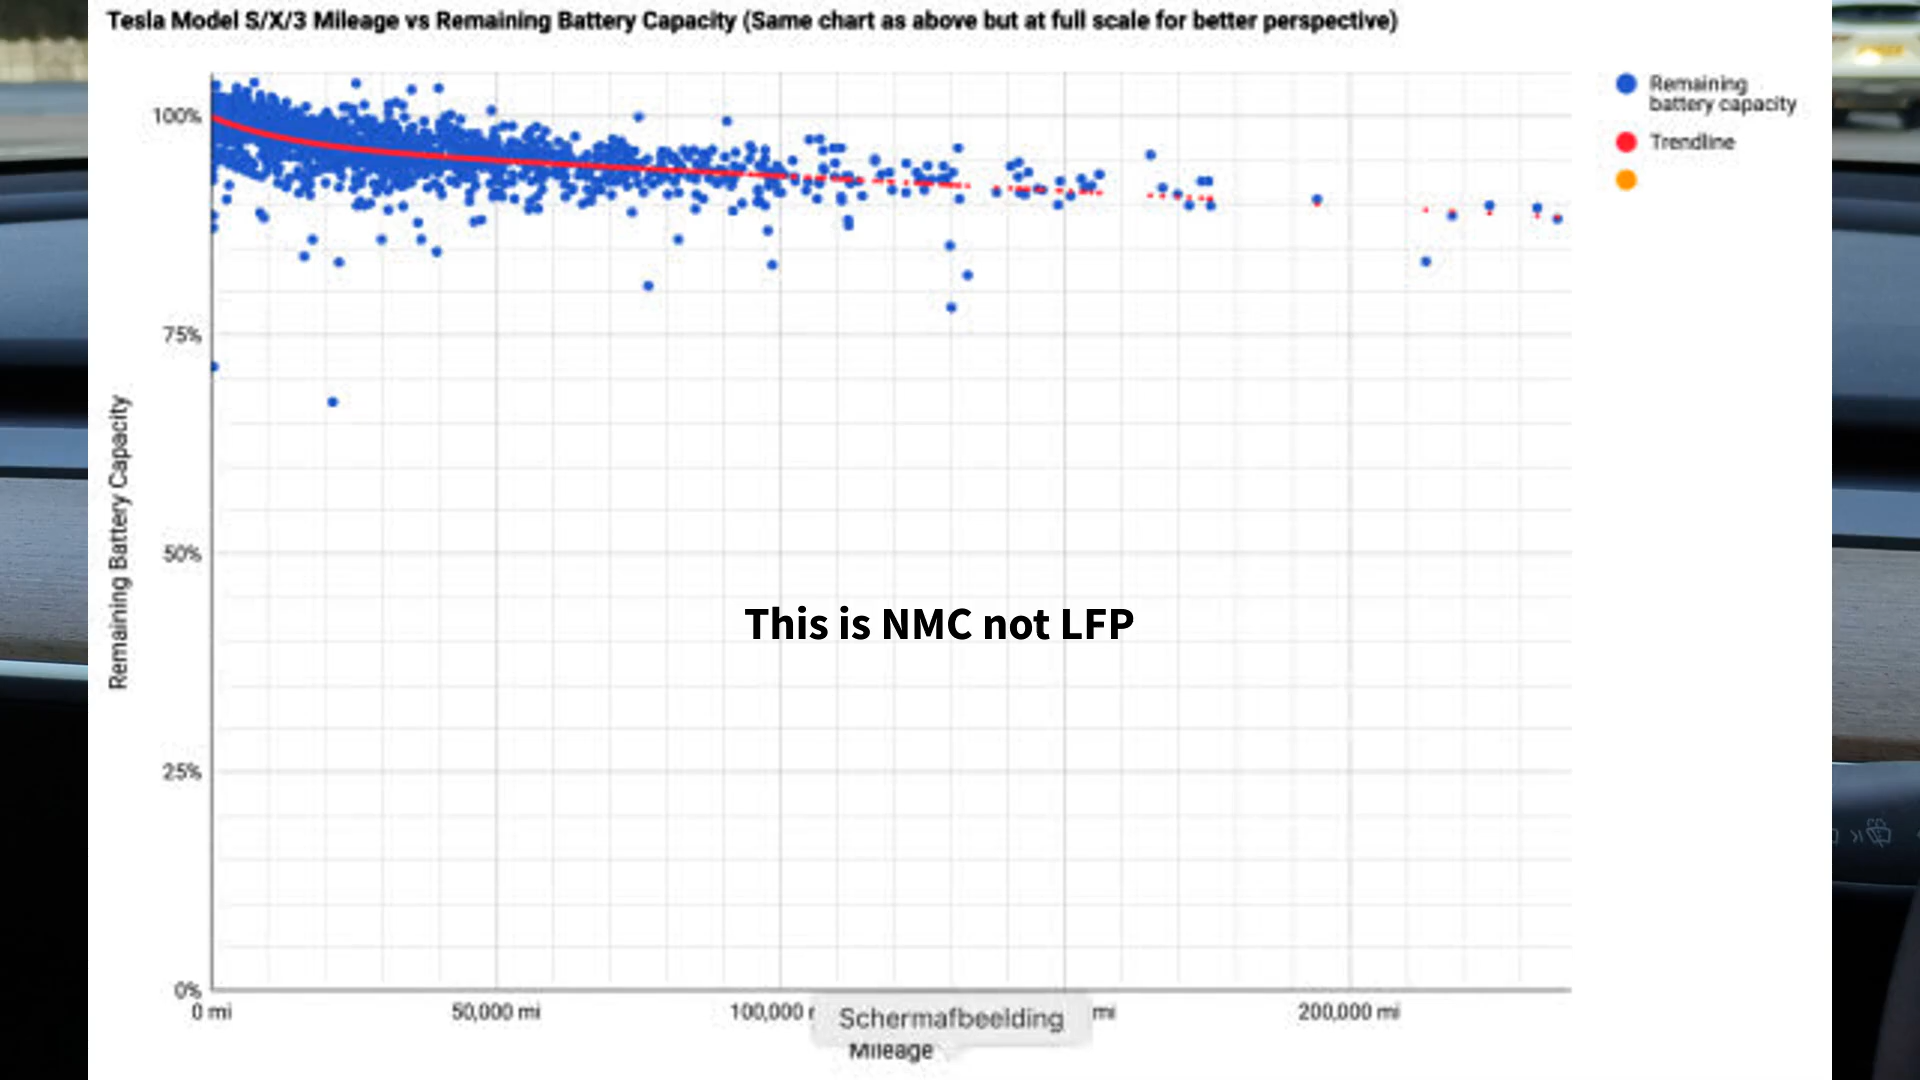 Tesla Model S/X/3 Mileage vs Remaining Battery Capacity (Same chart as above but at full scale for better perspective)
Remaining
battery capacity
Trendline
100%
75%
50%
25%
0%
Remaining Battery Capacity
This is NMC not LFP
0 mi
50,000 mi
100,000
mi
200,000 mi
Schermafbeelding
Mileage